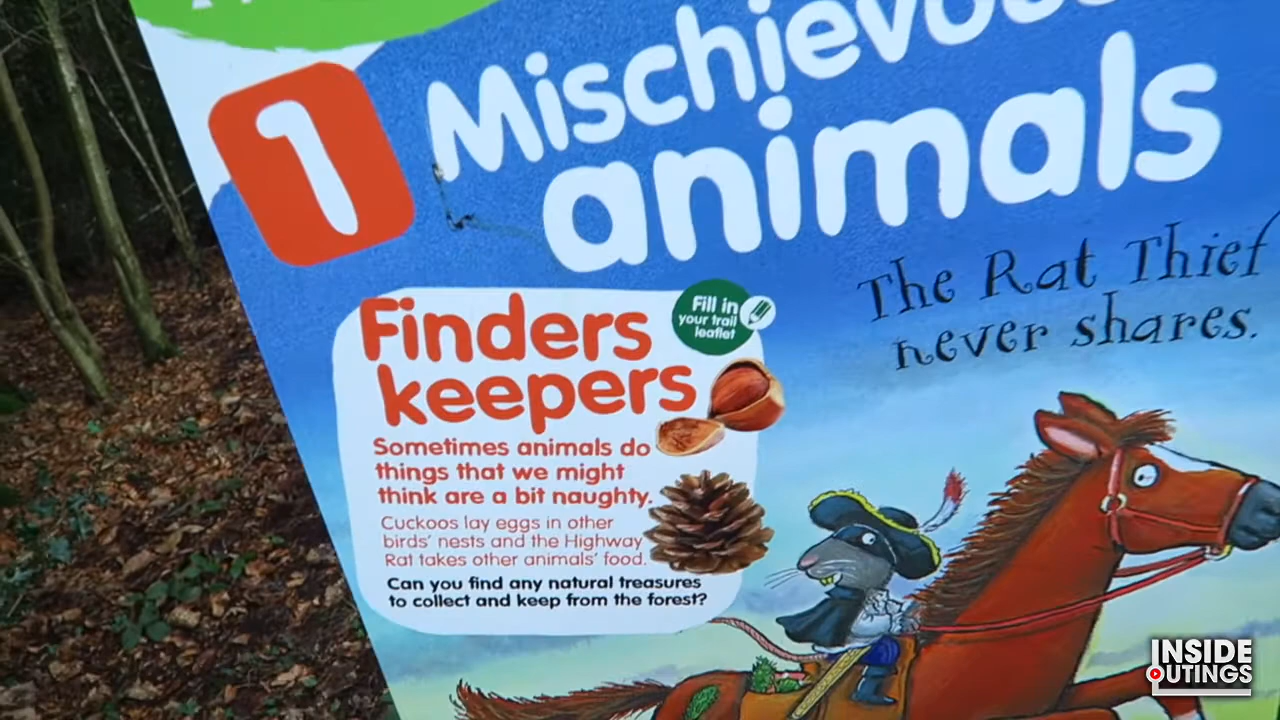 1
Mischievous
animals
The Rat Thief
never shares.
Finders
keepers
Fill in
your trail
leaflet
Sometimes animals do
things that we might
think are a bit naughty.
Cuckoos lay eggs in other
birds' nests and the Highway
Rat takes other animals' food.
Can you find any natural treasures
to collect and keep from the forest?
INSIDE
OUTINGS